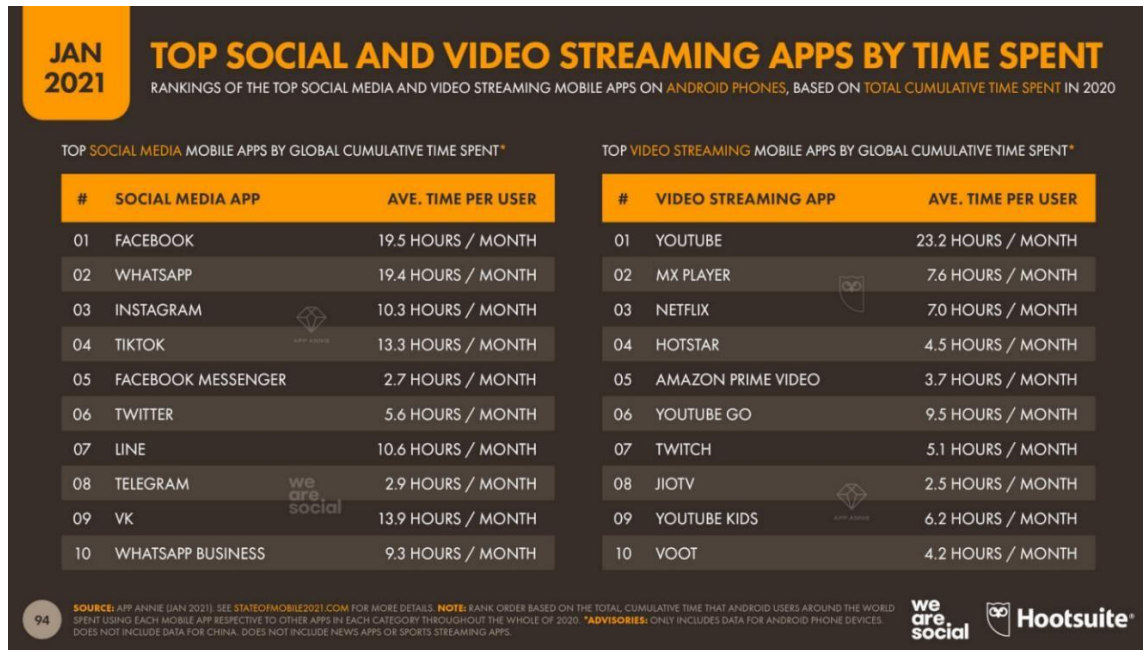 JAN
2021
TOP SOCIAL AND VIDEO STREAMING APPS BY TIME SPENT
RANKINGS OF THE TOP SOCIAL MEDIA AND VIDEO STREAMING MOBILE APPS ON ANDROID PHONES, BASED ON TOTAL CUMULATIVE TIME SPENT IN 2020
TOP SOCIAL MEDIA MOBILE APPS BY GLOBAL CUMULATIVE TIME SPENT*
# SOCIAL MEDIA APP AVE. TIME PER USER
01 FACEBOOK 19.5 HOURS / MONTH
02 WHATSAPP 19.4 HOURS / MONTH
03 INSTAGRAM 10.3 HOURS / MONTH
04 TIKTOK 13.3 HOURS / MONTH
05 FACEBOOK MESSENGER 2.7 HOURS / MONTH
06 TWITTER 5.6 HOURS / MONTH
07 LINE 10.6 HOURS / MONTH
08 TELEGRAM 2.9 HOURS / MONTH
09 VK 13.9 HOURS / MONTH
10 WHATSAPP BUSINESS 9.3 HOURS / MONTH
APP ANNIE
we
are.
social
TOP VIDEO STREAMING MOBILE APPS BY GLOBAL CUMULATIVE TIME SPENT*
# VIDEO STREAMING APP AVE. TIME PER USER
01 YOUTUBE 23.2 HOURS / MONTH
02 MX PLAYER 7.6 HOURS / MONTH
03 NETFLIX 7.0 HOURS / MONTH
04 HOTSTAR 4.5 HOURS / MONTH
05 AMAZON PRIME VIDEO 3.7 HOURS / MONTH
06 YOUTUBE GO 9.5 HOURS / MONTH
07 TWITCH 5.1 HOURS / MONTH
08 JIOTV 2.5 HOURS / MONTH
09 YOUTUBE KIDS 6.2 HOURS / MONTH
10 VOOT 4.2 HOURS / MONTH
APP ANNIE
94
SOURCE: APP ANNIE (JAN 2021). SEE STATEOFMOBILE2021.COM FOR MORE DETAILS. NOTE: RANK ORDER BASED ON THE TOTAL, CUMULATIVE TIME THAT ANDROID USERS AROUND THE WORLD
SPENT USING EACH MOBILE APP RESPECTIVE TO OTHER APPS IN EACH CATEGORY THROUGHOUT THE WHOLE OF 2020. *ADVISORIES: ONLY INCLUDES DATA FOR ANDROID PHONE DEVICES.
DOES NOT INCLUDE DATA FOR CHINA. DOES NOT INCLUDE NEWS APPS OR SPORTS STREAMING APPS.
we
are.
social
Hootsuite®